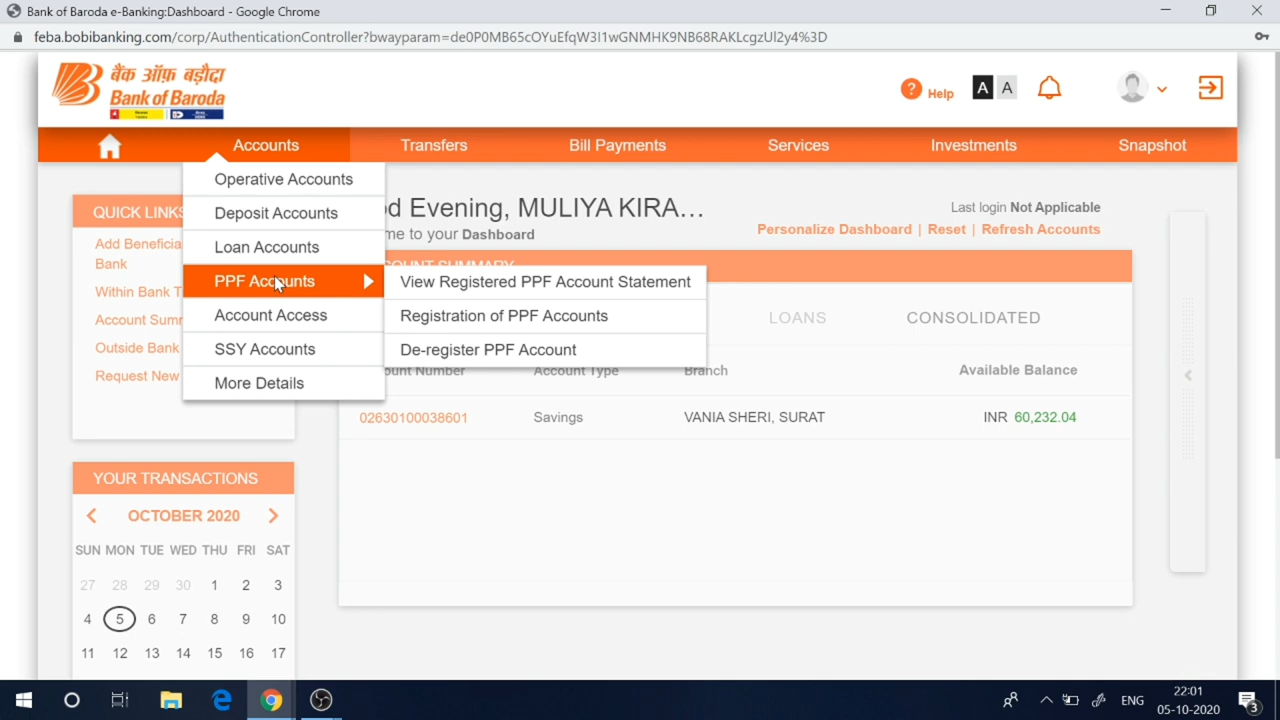 Bank of Baroda e-Banking:Dashboard - Google Chrome
feba.bobibanking.com/corp/AuthenticationController?bwayparam=de0P0MB65cOYuEfqW3I1wGNMHK9NB68RAKLcgzUl2y4%3D
बैंक ऑफ़ बड़ौदा
Bank of Baroda
? Help A A
Accounts Transfers Bill Payments Services Investments Snapshot
Operative Accounts
Deposit Accounts
Loan Accounts
PPF Accounts
Account Access
SSY Accounts
More Details
View Registered PPF Account Statement
Registration of PPF Accounts
De-register PPF Account
QUICK LINKS
Add Beneficia
Bank
Within Bank T
Account Summ
Outside Bank
Request New
d Evening, MULIYA KIRA...
me to your Dashboard
Last login Not Applicable
Personalize Dashboard | Reset | Refresh Accounts
COUNT SUMMARY
LOANS CONSOLIDATED
ount Number Account Type Branch Available Balance
02630100038601 Savings VANIA SHERI, SURAT INR 60,232.04
YOUR TRANSACTIONS
OCTOBER 2020
SUN MON TUE WED THU FRI SAT
27 28 29 30 1 2 3
4 5 6 7 8 9 10
11 12 13 14 15 16 17
ENG
22:01
05-10-2020
3